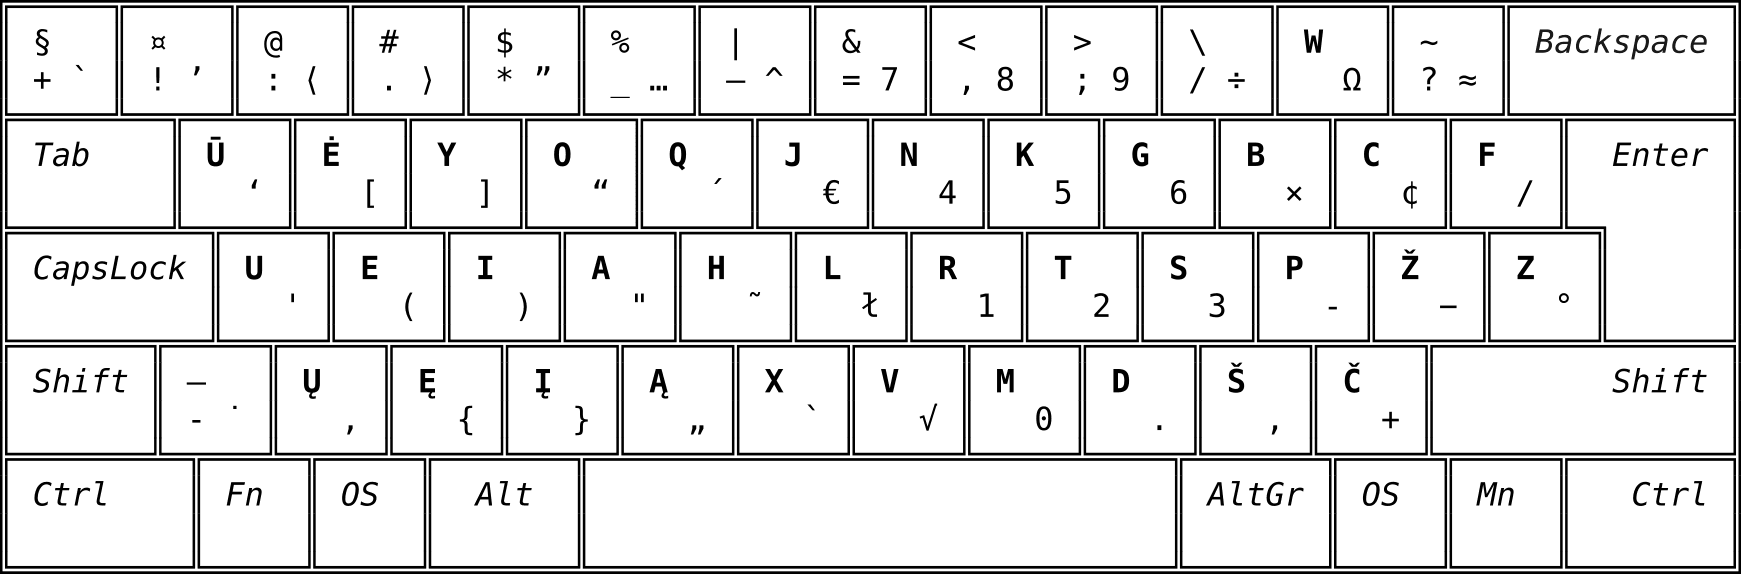 § ¤ @ # $ % | & < > \ W ~ Backspace
+ ` ! ’ : ⟨ . ⟩ * ” _ … — ^ = 7 , 8 ; 9 / ÷ Ω ? ≈
Tab Ū Ė Y O Q J N K G B C F Enter
‘ [ ] “ ´ € 4 5 6 × ¢ /
CapsLock U E I A H L R T S P Ž Z
' ( ) " ˜ ł 1 2 3 - – °
Shift — Ų Ę Į Ą X V M D Š Č Shift
- ˙ ‚ { } „ ` √ 0 . , +
Ctrl Fn OS Alt AltGr OS Mn Ctrl